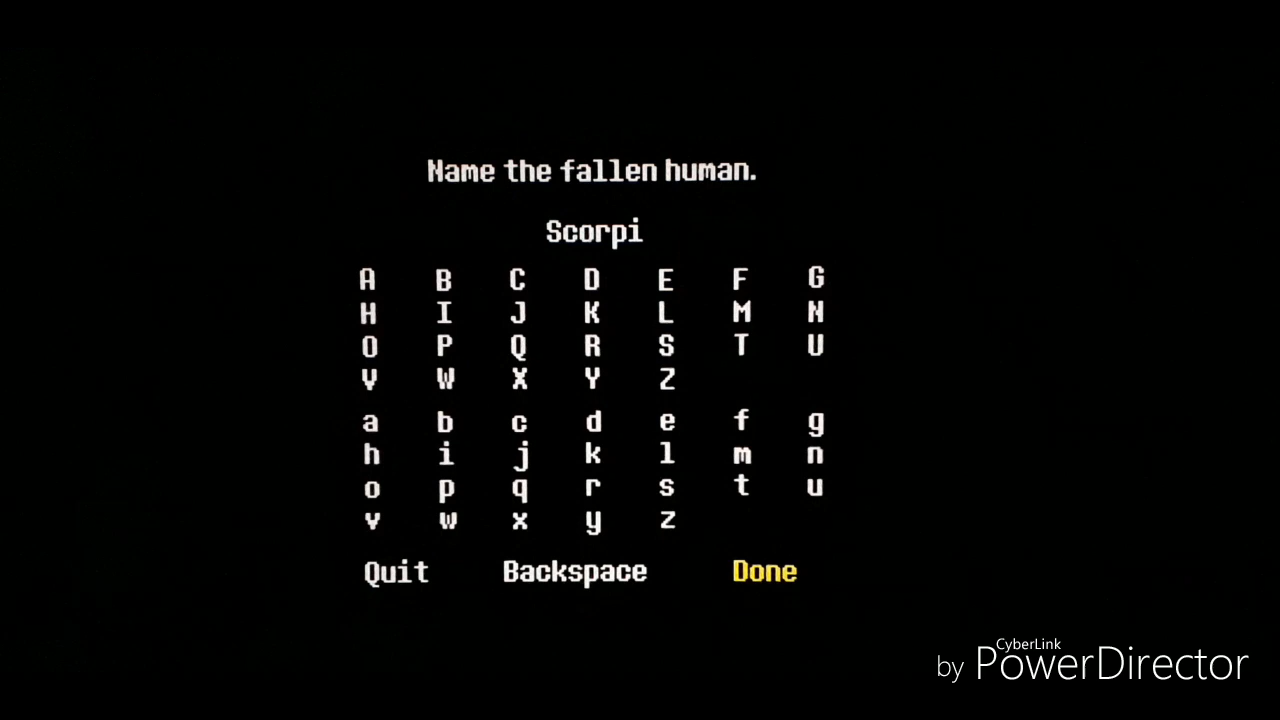 Name the fallen human.
Scorpi
A B C D E F G
H I J K L M N
O P Q R S T U
V W X Y Z
a b c d e f g
h i j k l m n
o p q r s t u
v w x y z
Quit Backspace Done
CyberLink
by PowerDirector